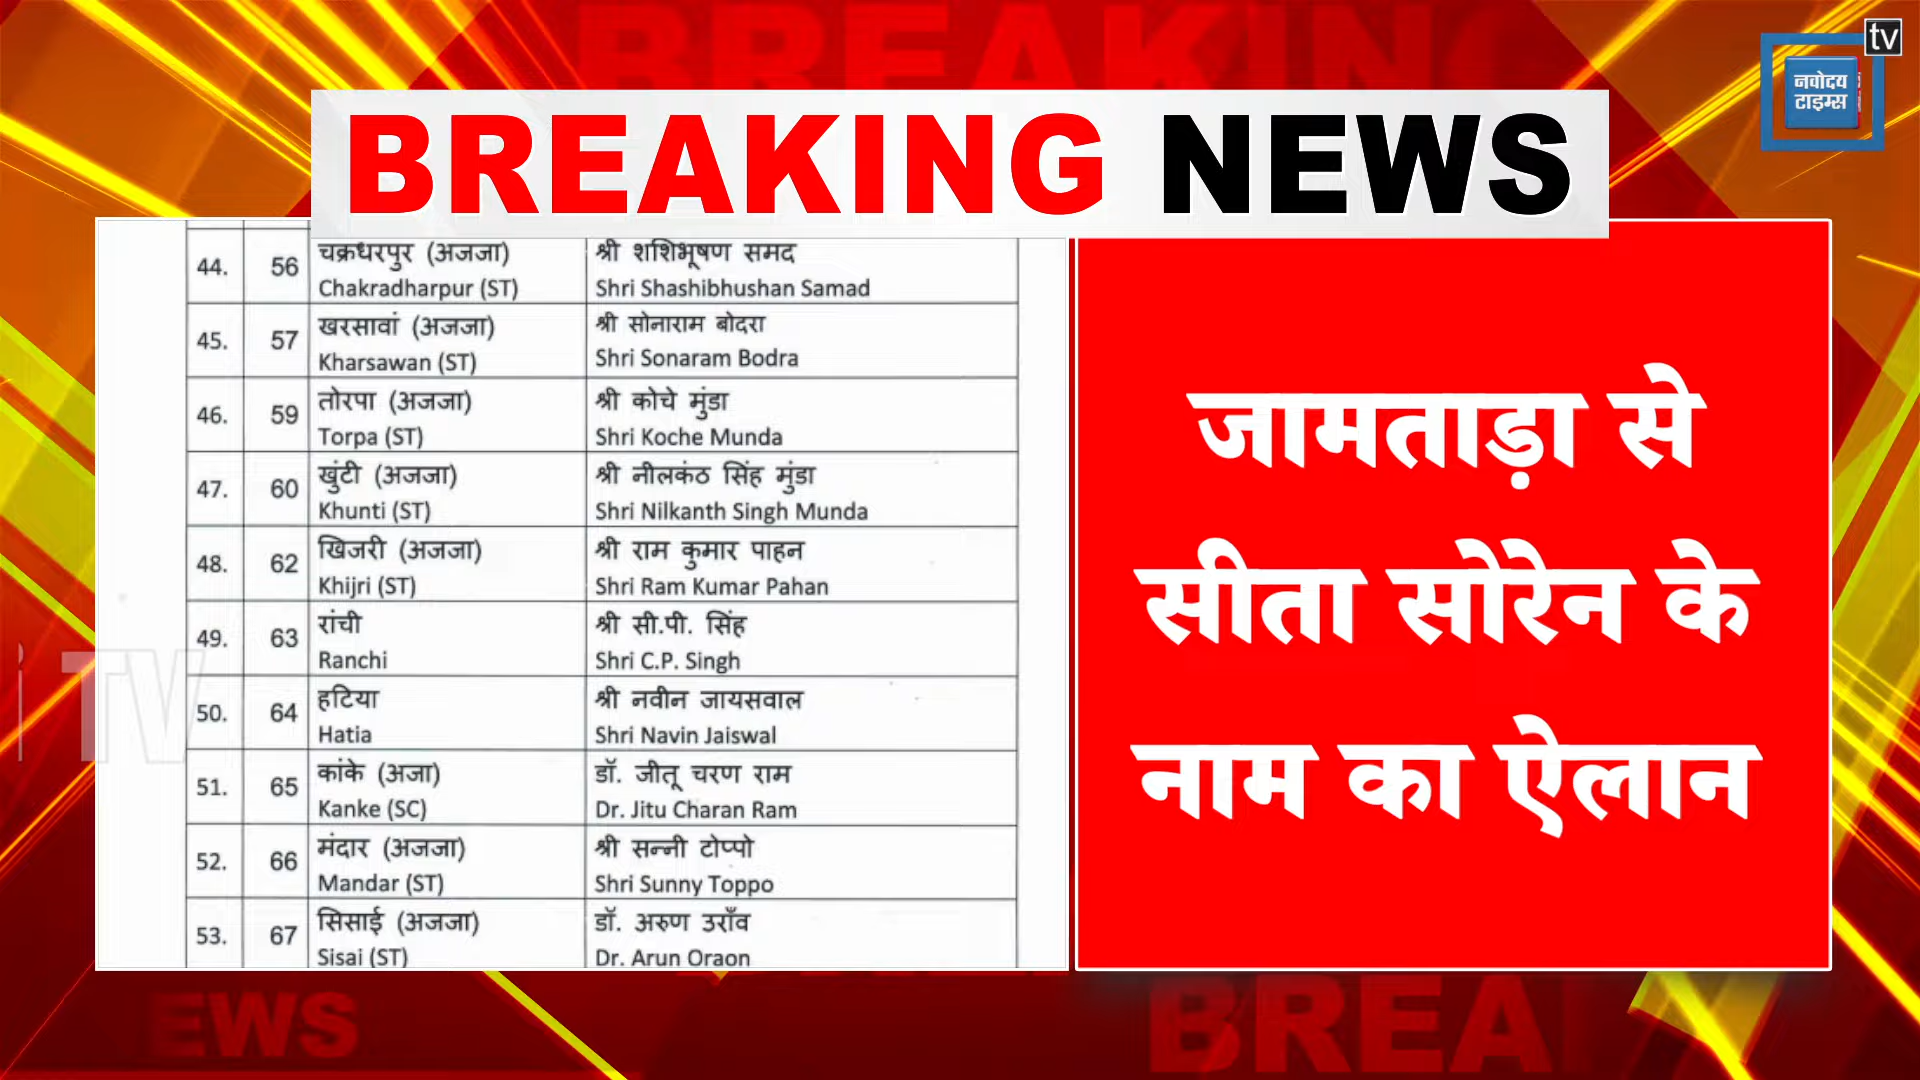 BREAKING
tv
नवोदय
टाइम्स
BREAKING NEWS
44. 56 चक्रधरपुर (अजजा) श्री शशिभूषण समद
Chakradharpur (ST) Shri Shashibhushan Samad
45. 57 खरसावां (अजजा) श्री सोनाराम बोदरा
Kharsawan (ST) Shri Sonaram Bodra
46. 59 तोरपा (अजजा) श्री कोचे मुंडा
Torpa (ST) Shri Koche Munda
47. 60 खुंटी (अजजा) श्री नीलकंठ सिंह मुंडा
Khunti (ST) Shri Nilkanth Singh Munda
48. 62 खिजरी (अजजा) श्री राम कुमार पाहन
Khijri (ST) Shri Ram Kumar Pahan
49. 63 रांची श्री सी.पी. सिंह
Ranchi Shri C.P. Singh
50. 64 हटिया श्री नवीन जायसवाल
Hatia Shri Navin Jaiswal
51. 65 कांके (अजा) डॉ. जीतू चरण राम
Kanke (SC) Dr. Jitu Charan Ram
52. 66 मंदार (अजजा) श्री सन्नी टोप्पो
Mandar (ST) Shri Sunny Toppo
53. 67 सिसाई (अजजा) डॉ. अरुण उराँव
Sisai (ST) Dr. Arun Oraon
जामताड़ा से
सीता सोरेन के
नाम का ऐलान
TV
EWS
BREA